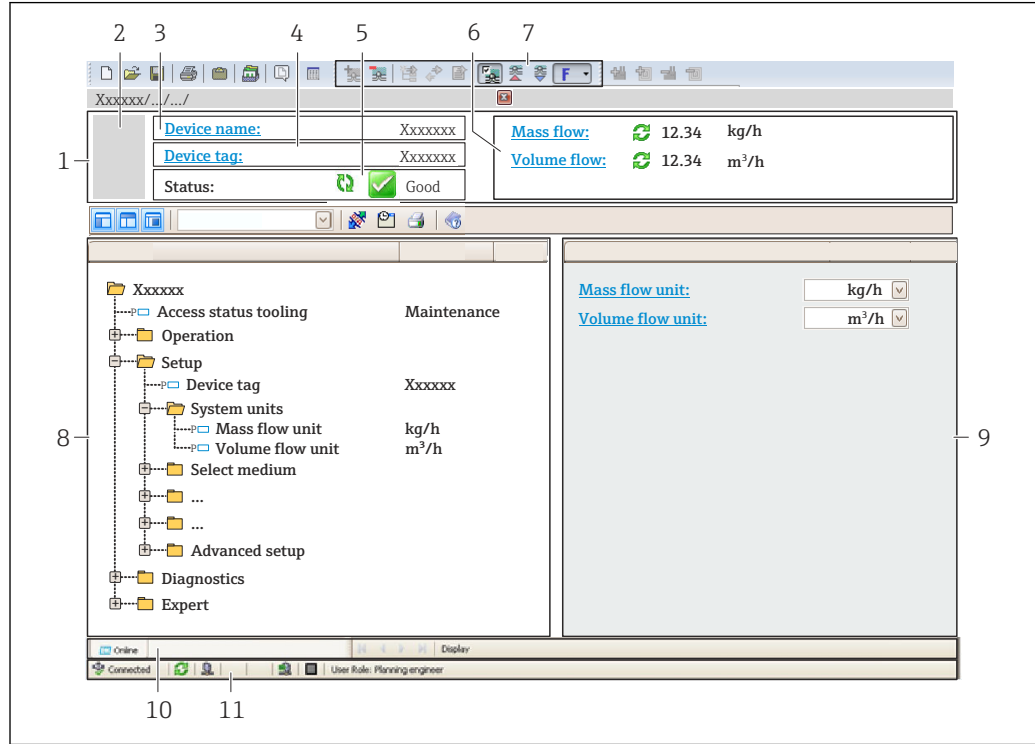 2 3 4 5 6 7
F
Xxxxxx/.../.../
1
Device name: Xxxxxxx
Device tag: Xxxxxxx
Status: Good
Mass flow: 12.34 kg/h
Volume flow: 12.34 m³/h
Xxxxxx
P Access status tooling Maintenance
Operation
Setup
P Device tag Xxxxxx
System units
P Mass flow unit kg/h
P Volume flow unit m³/h
Select medium
...
...
Advanced setup
Diagnostics
Expert
8
Mass flow unit: kg/h
Volume flow unit: m³/h
9
Online Display
Connected User Role: Planning engineer
10 11